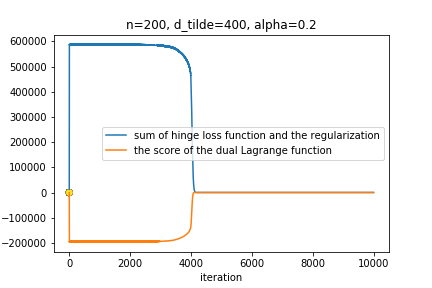 n=200, d_tilde=400, alpha=0.2
600000
500000
400000
300000
200000
100000
0
−100000
−200000
sum of hinge loss function and the regularization
the score of the dual Lagrange function
0 2000 4000 6000 8000 10000
iteration